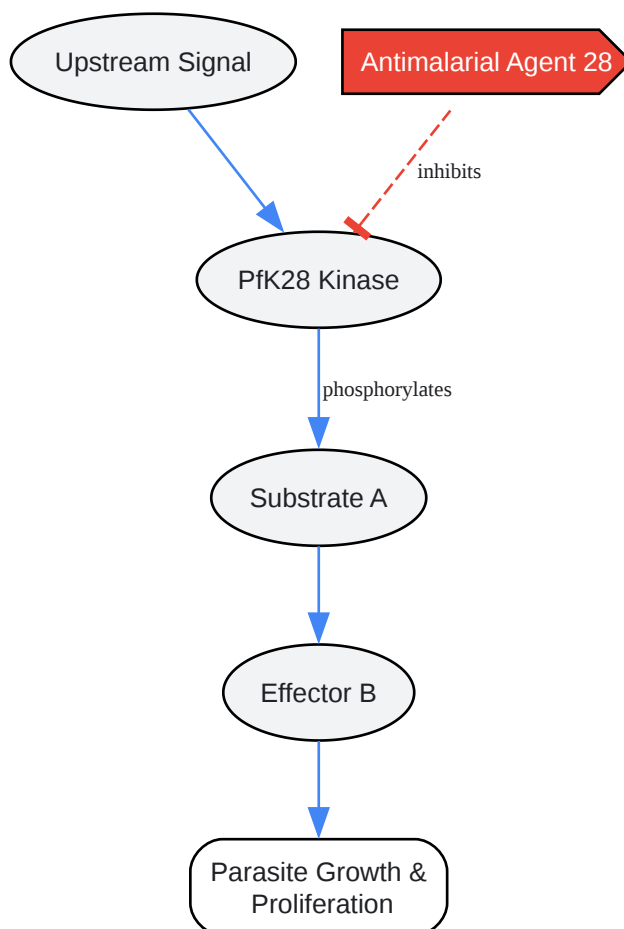 Upstream Signal
Antimalarial Agent 28
inhibits
PfK28 Kinase
phosphorylates
Substrate A
Effector B
Parasite Growth &
Proliferation